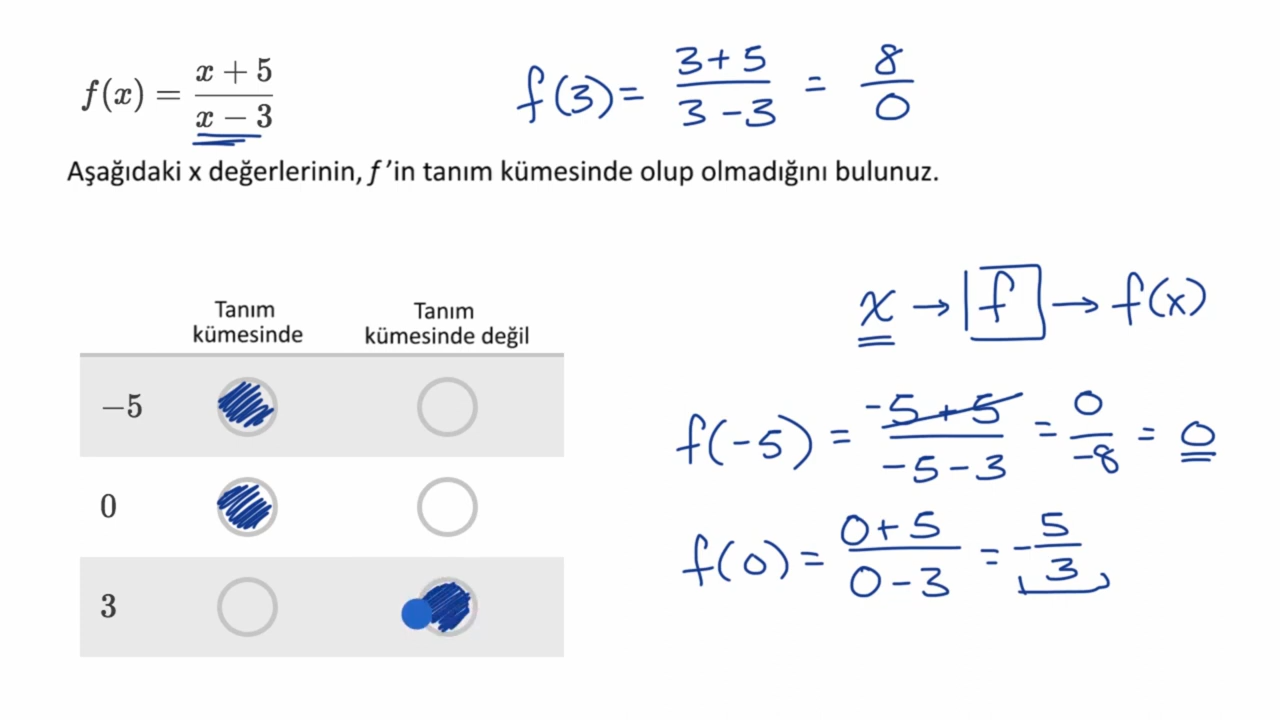 f(x) = (x + 5)/(x − 3)
f(3) = (3+5)/(3−3) = 8/0
Aşağıdaki x değerlerinin, f 'in tanım kümesinde olup olmadığını bulunuz.
x → f → f(x)
Tanım kümesinde
Tanım kümesinde değil
−5
0
3
f(−5) = (−5+5)/(−5−3) = 0/−8 = 0
f(0) = (0+5)/(0−3) = −5/3